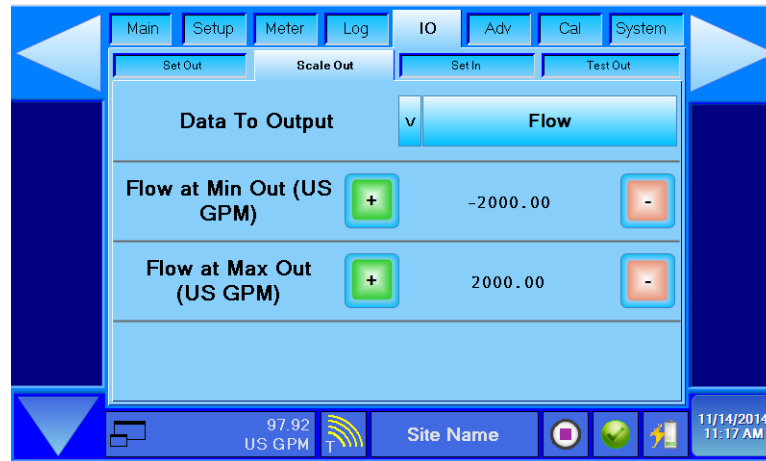 Main Setup Meter Log IO Adv Cal System
Set Out Scale Out Set In Test Out
Data To Output v Flow
Flow at Min Out (US
GPM)
+ -2000.00 -
Flow at Max Out
(US GPM)
+ 2000.00 -
97.92
US GPM
T
Site Name
11/14/2014
11:17 AM